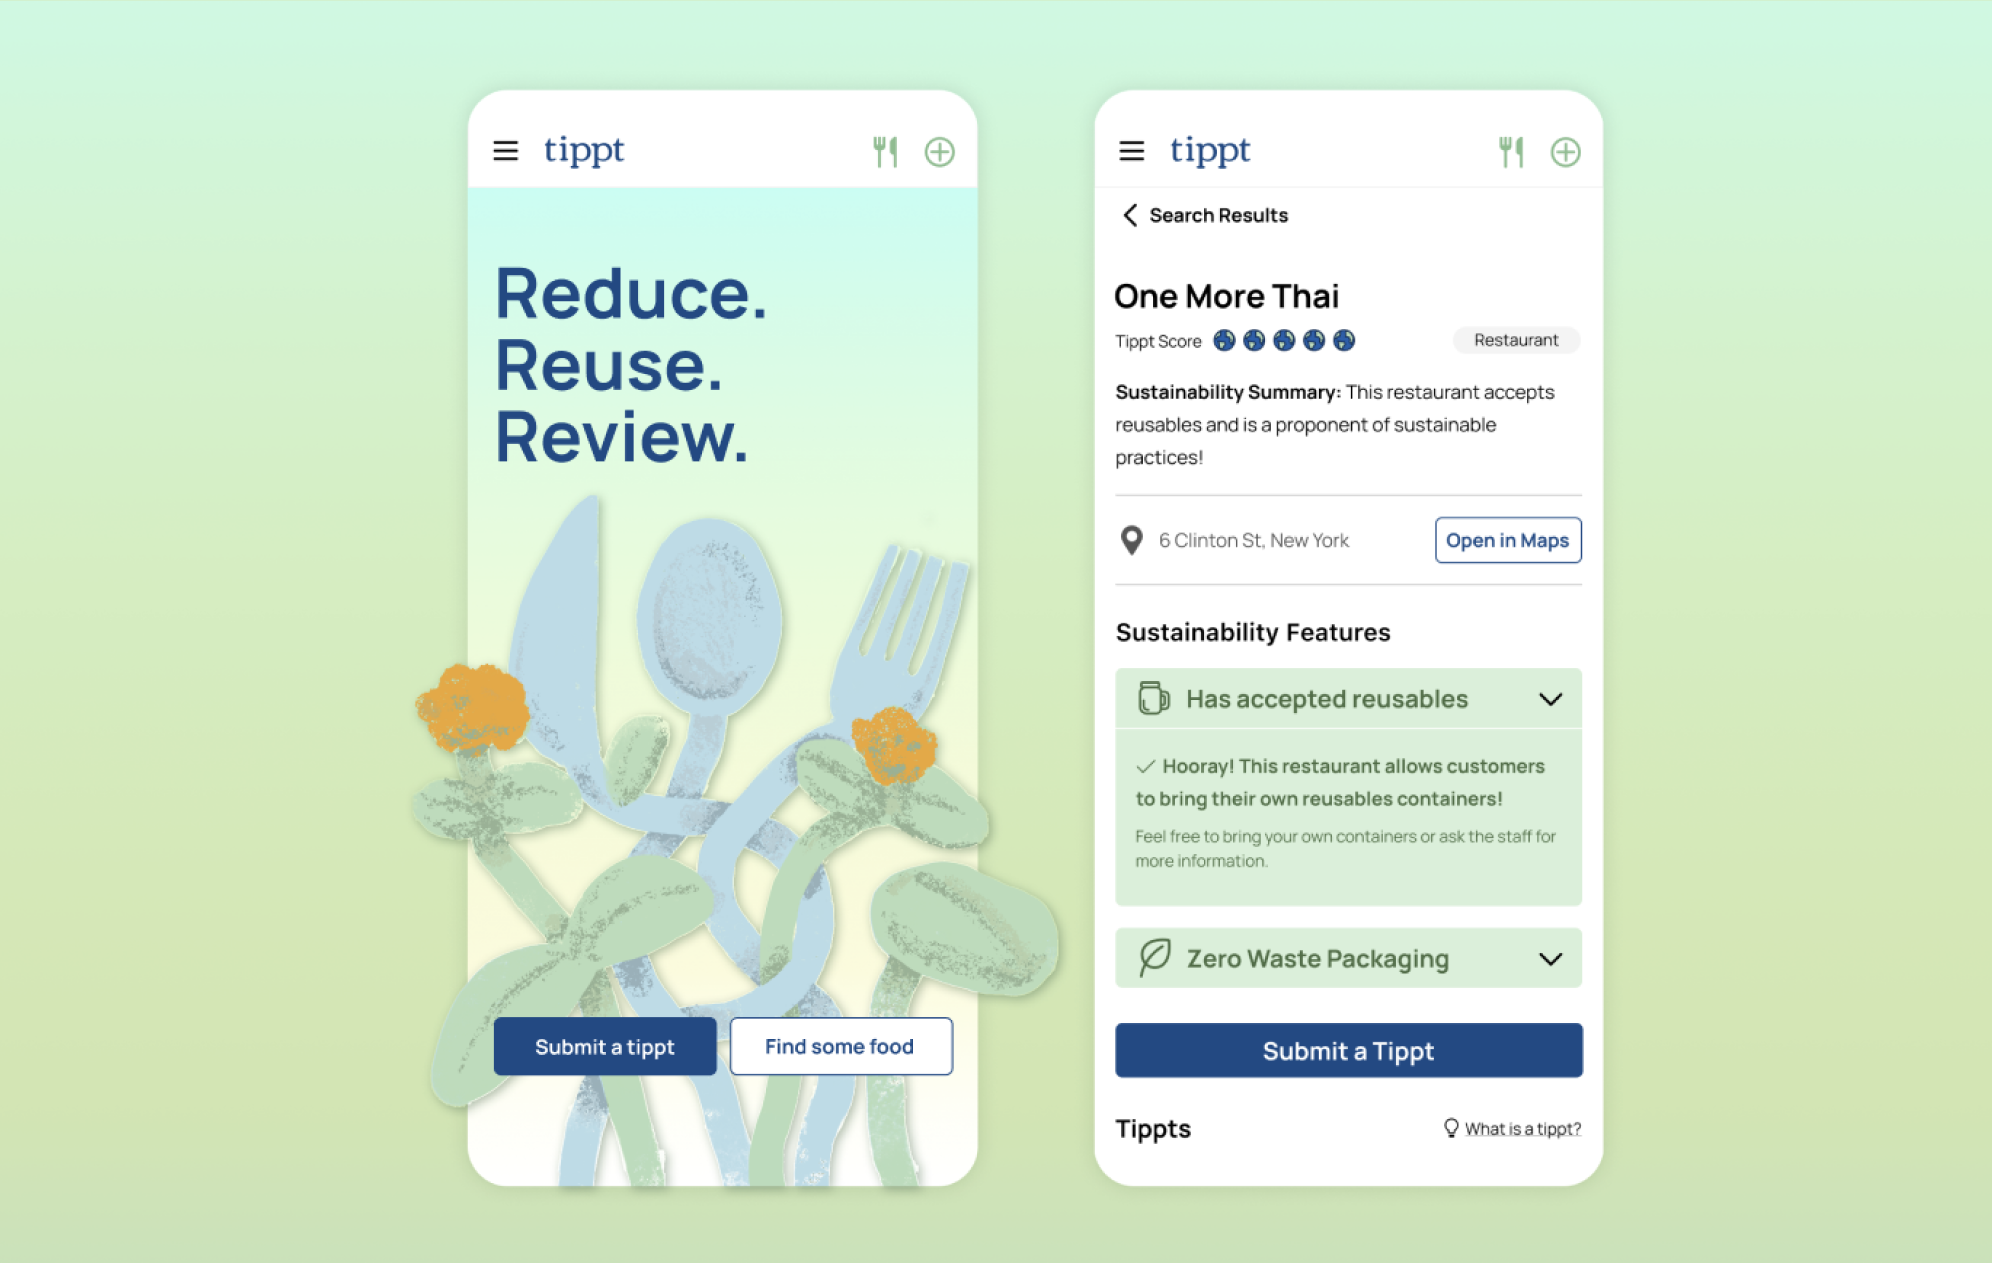 tippt
Reduce.
Reuse.
Review.
Submit a tippt
Find some food
tippt
Search Results
One More Thai
Tippt Score
Restaurant
Sustainability Summary: This restaurant accepts
reusables and is a proponent of sustainable
practices!
6 Clinton St, New York
Open in Maps
Sustainability Features
Has accepted reusables
Hooray! This restaurant allows customers
to bring their own reusables containers!
Feel free to bring your own containers or ask the staff for
more information.
Zero Waste Packaging
Submit a Tippt
Tippts
What is a tippt?